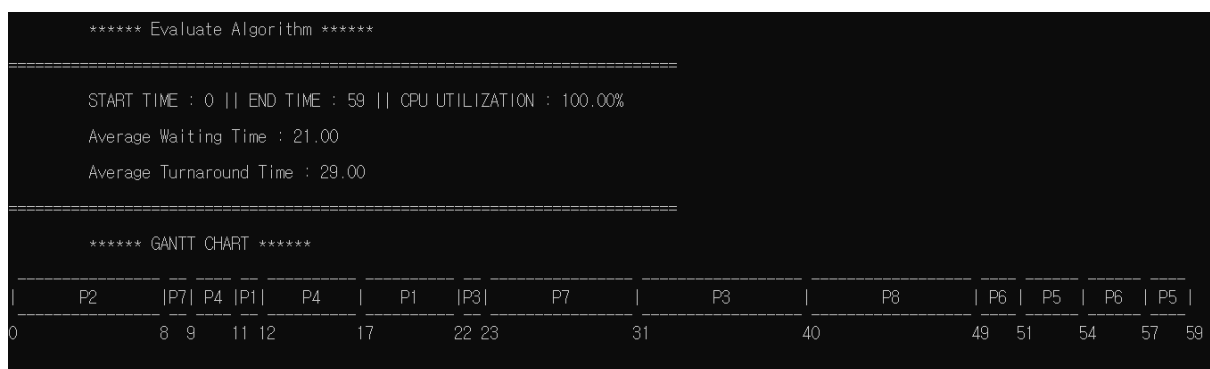 ****** Evaluate Algorithm ******
===========================================================================
START TIME : 0 || END TIME : 59 || CPU UTILIZATION : 100.00%
Average Waiting Time : 21.00
Average Turnaround Time : 29.00
===========================================================================
****** GANTT CHART ******
| P2 |P7| P4 |P1| P4 | P1 |P3| P7 | P3 | P8 | P6 | P5 | P6 | P5 |
0 8 9 11 12 17 22 23 31 40 49 51 54 57 59